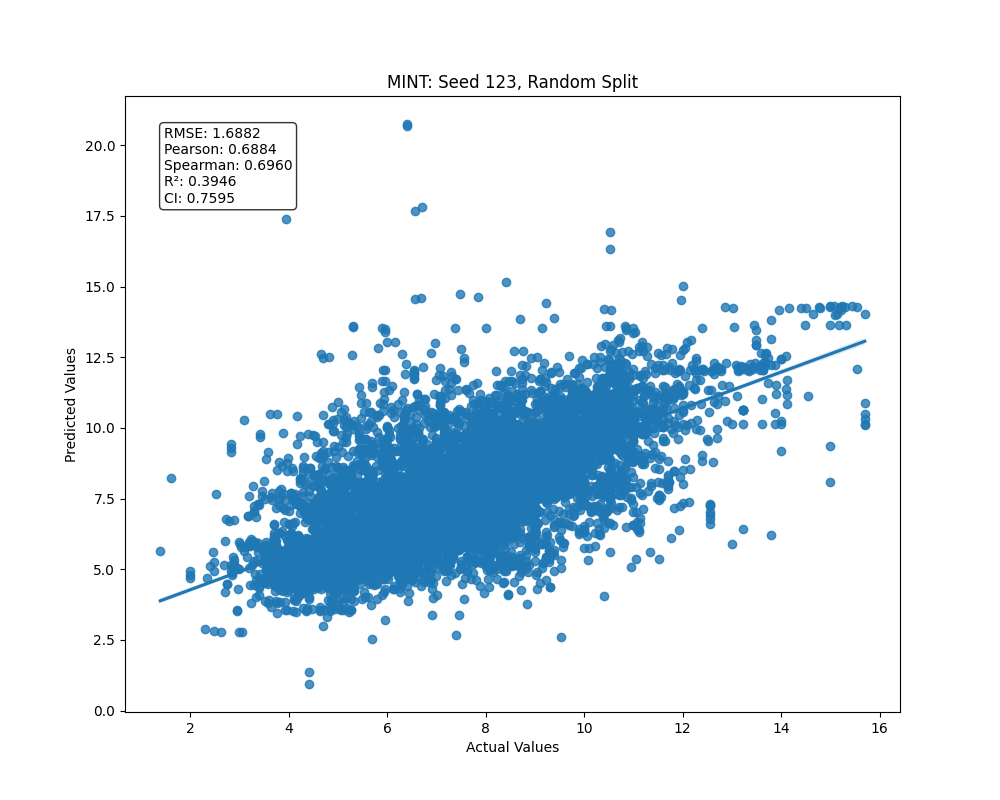 MINT: Seed 123, Random Split
RMSE: 1.6882
Pearson: 0.6884
Spearman: 0.6960
R²: 0.3946
CI: 0.7595
Predicted Values
20.0
17.5
15.0
12.5
10.0
7.5
5.0
2.5
0.0
2 4 6 8 10 12 14 16
Actual Values